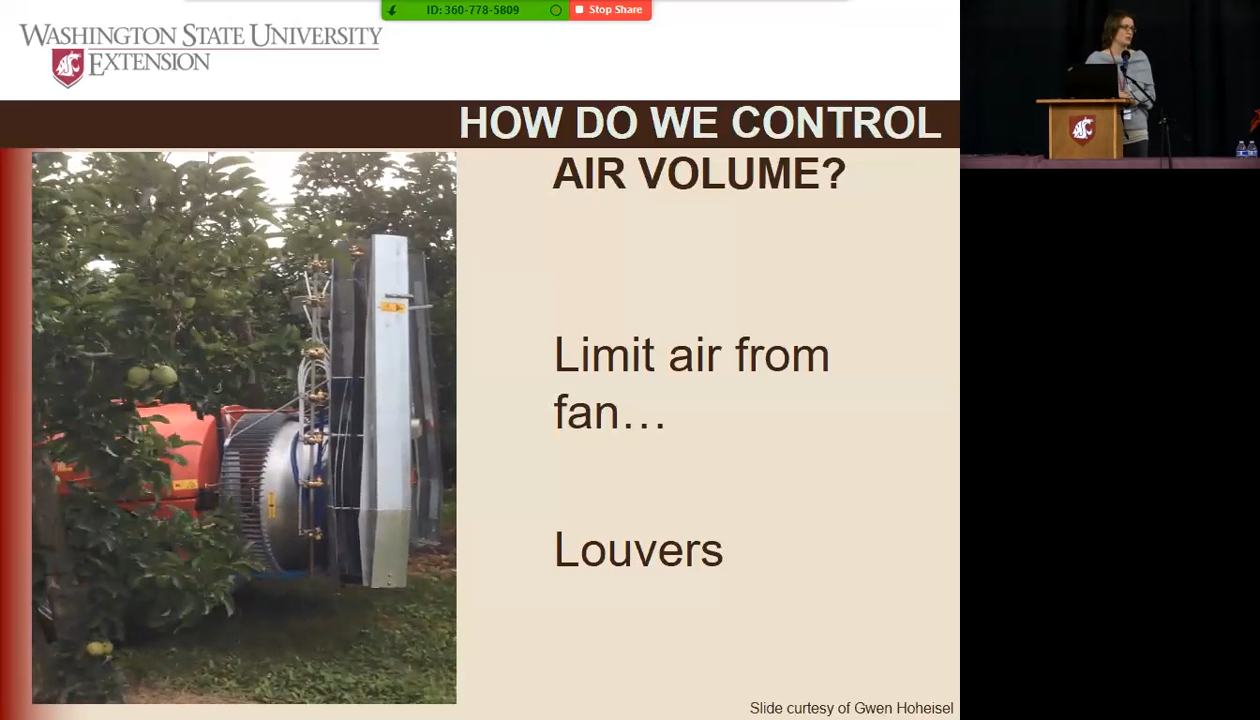 ID: 360-778-5809
Stop Share
WASHINGTON STATE UNIVERSITY
EXTENSION
HOW DO WE CONTROL
AIR VOLUME?
Limit air from
fan…
Louvers
Slide curtesy of Gwen Hoheisel